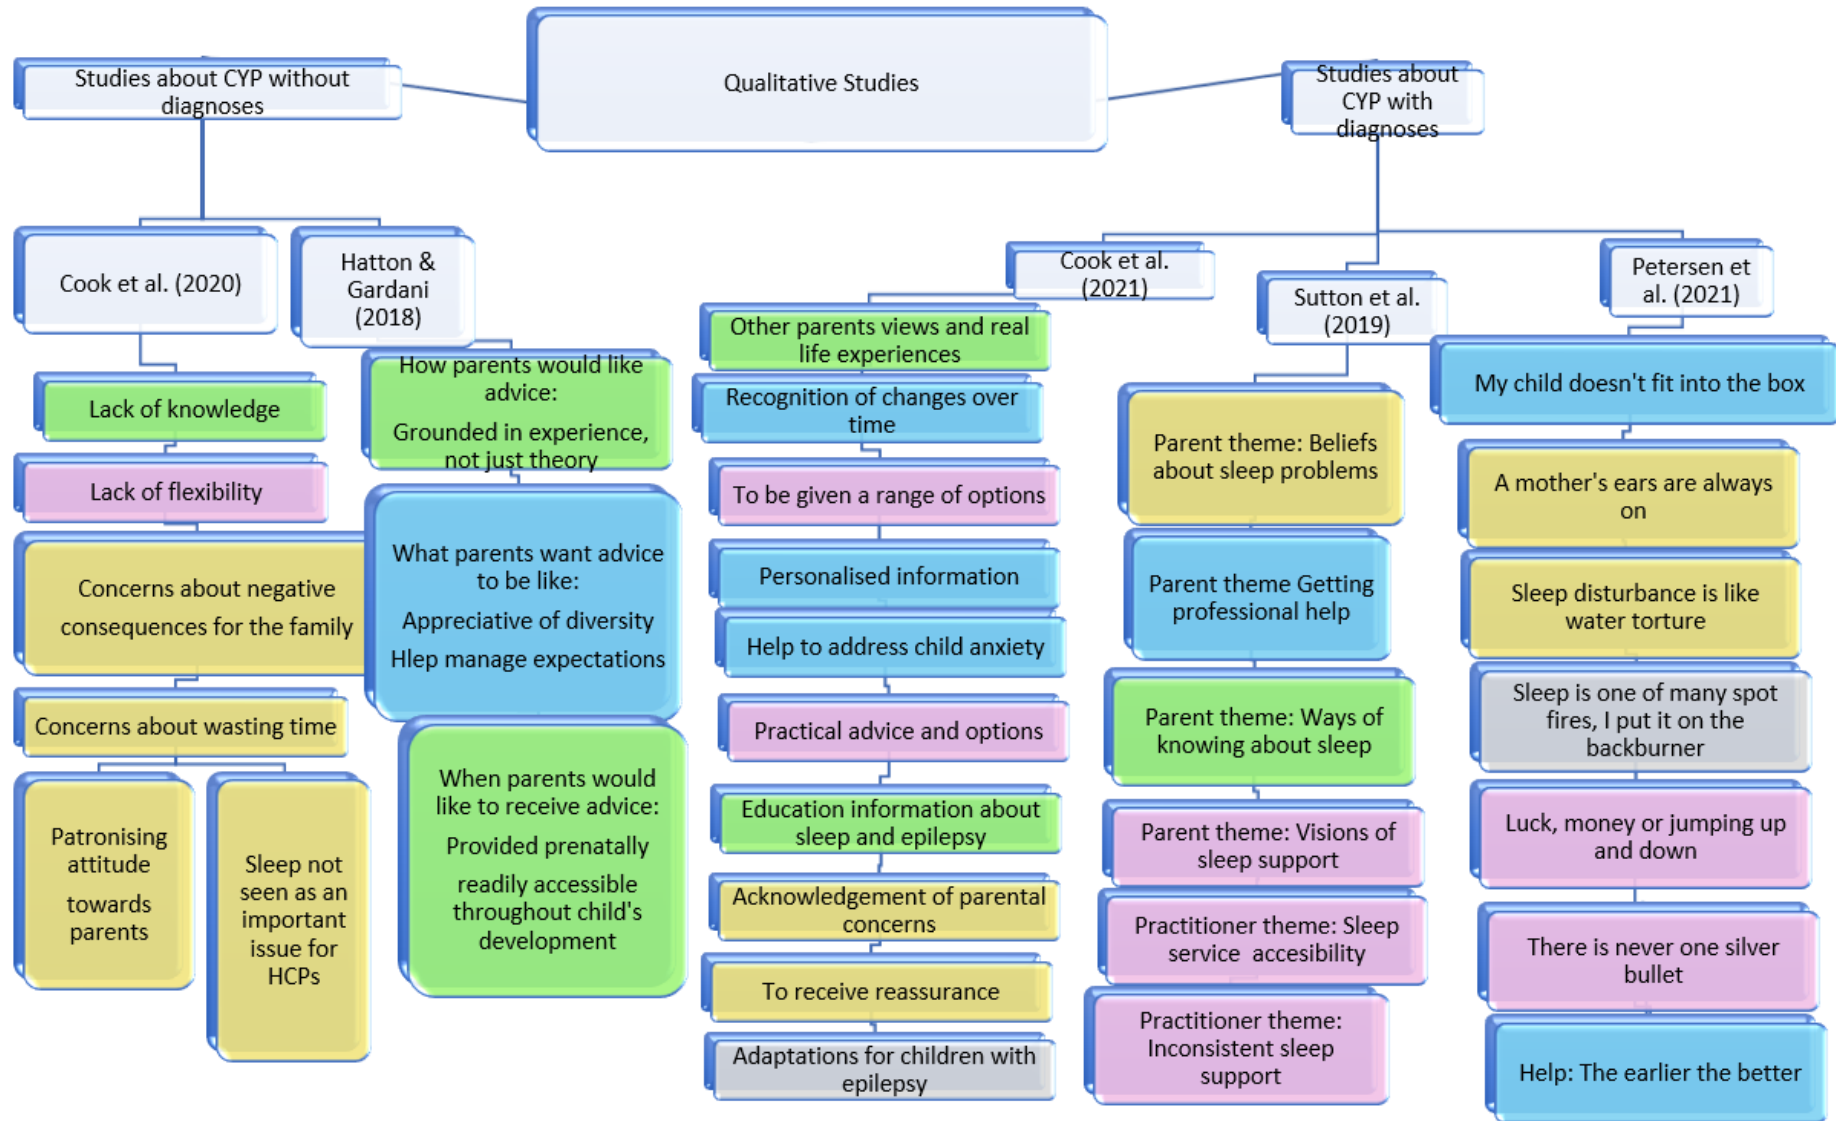 Qualitative Studies
Studies about CYP without
diagnoses
Studies about
CYP with
diagnoses
Cook et al. (2020)
Lack of knowledge
Lack of flexibility
Concerns about negative
consequences for the family
Concerns about wasting time
Patronising
attitude
towards
parents
Sleep not
seen as an
important
issue for
HCPs
Hatton &
Gardani
(2018)
How parents would like
advice:
Grounded in experience,
not just theory
What parents want advice
to be like:
Appreciative of diversity
Hlep manage expectations
When parents would
like to receive advice:
Provided prenatally
readily accessible
throughout child's
development
Cook et al.
(2021)
Other parents views and real
life experiences
Recognition of changes over
time
To be given a range of options
Personalised information
Help to address child anxiety
Practical advice and options
Education information about
sleep and epilepsy
Acknowledgement of parental
concerns
To receive reassurance
Adaptations for children with
epilepsy
Sutton et al.
(2019)
Parent theme: Beliefs
about sleep problems
Parent theme Getting
professional help
Parent theme: Ways of
knowing about sleep
Parent theme: Visions of
sleep support
Practitioner theme: Sleep
service accesibility
Practitioner theme:
Inconsistent sleep
support
Petersen et
al. (2021)
My child doesn't fit into the box
A mother's ears are always
on
Sleep disturbance is like
water torture
Sleep is one of many spot
fires, I put it on the
backburner
Luck, money or jumping up
and down
There is never one silver
bullet
Help: The earlier the better